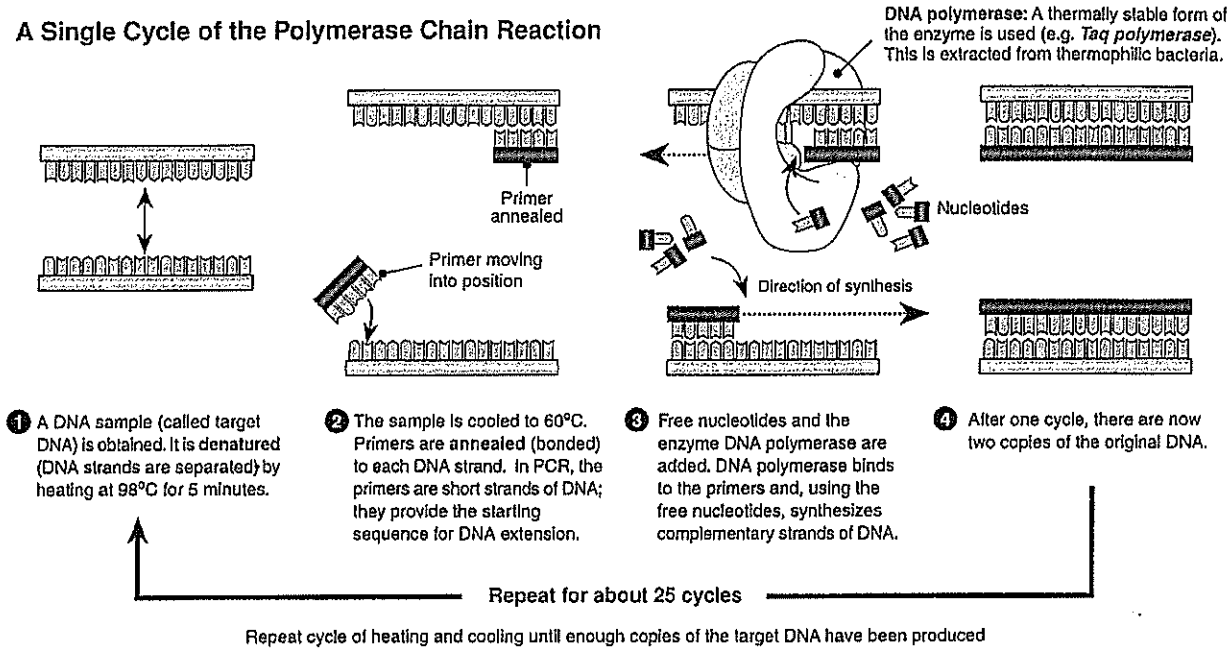 A Single Cycle of the Polymerase Chain Reaction
DNA polymerase: A thermally stable form of
the enzyme is used (e.g. Taq polymerase).
This is extracted from thermophilic bacteria.
Primer
annealed
Nucleotides
Primer moving
into position
Direction of synthesis
1 A DNA sample (called target
DNA) is obtained. It is denatured
(DNA strands are separated) by
heating at 98°C for 5 minutes.
2 The sample is cooled to 60°C.
Primers are annealed (bonded)
to each DNA strand. In PCR, the
primers are short strands of DNA;
they provide the starting
sequence for DNA extension.
3 Free nucleotides and the
enzyme DNA polymerase are
added. DNA polymerase binds
to the primers and, using the
free nucleotides, synthesizes
complementary strands of DNA.
4 After one cycle, there are now
two copies of the original DNA.
Repeat for about 25 cycles
Repeat cycle of heating and cooling until enough copies of the target DNA have been produced